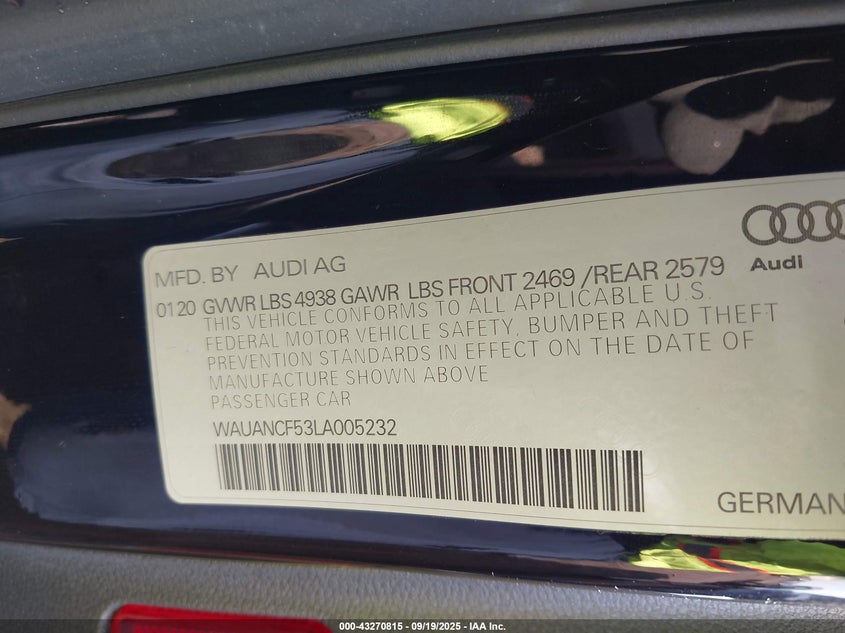 MFD. BY AUDI AG
Audi
0120 GVWR LBS 4938 GAWR LBS FRONT 2469 /REAR 2579
THIS VEHICLE CONFORMS TO ALL APPLICABLE U.S.
FEDERAL MOTOR VEHICLE SAFETY, BUMPER AND THEFT
PREVENTION STANDARDS IN EFFECT ON THE DATE OF
MANUFACTURE SHOWN ABOVE
PASSENGER CAR
WAUANCF53LA005232
GERMAN
000-43270815 - 09/19/2025 - IAA Inc.